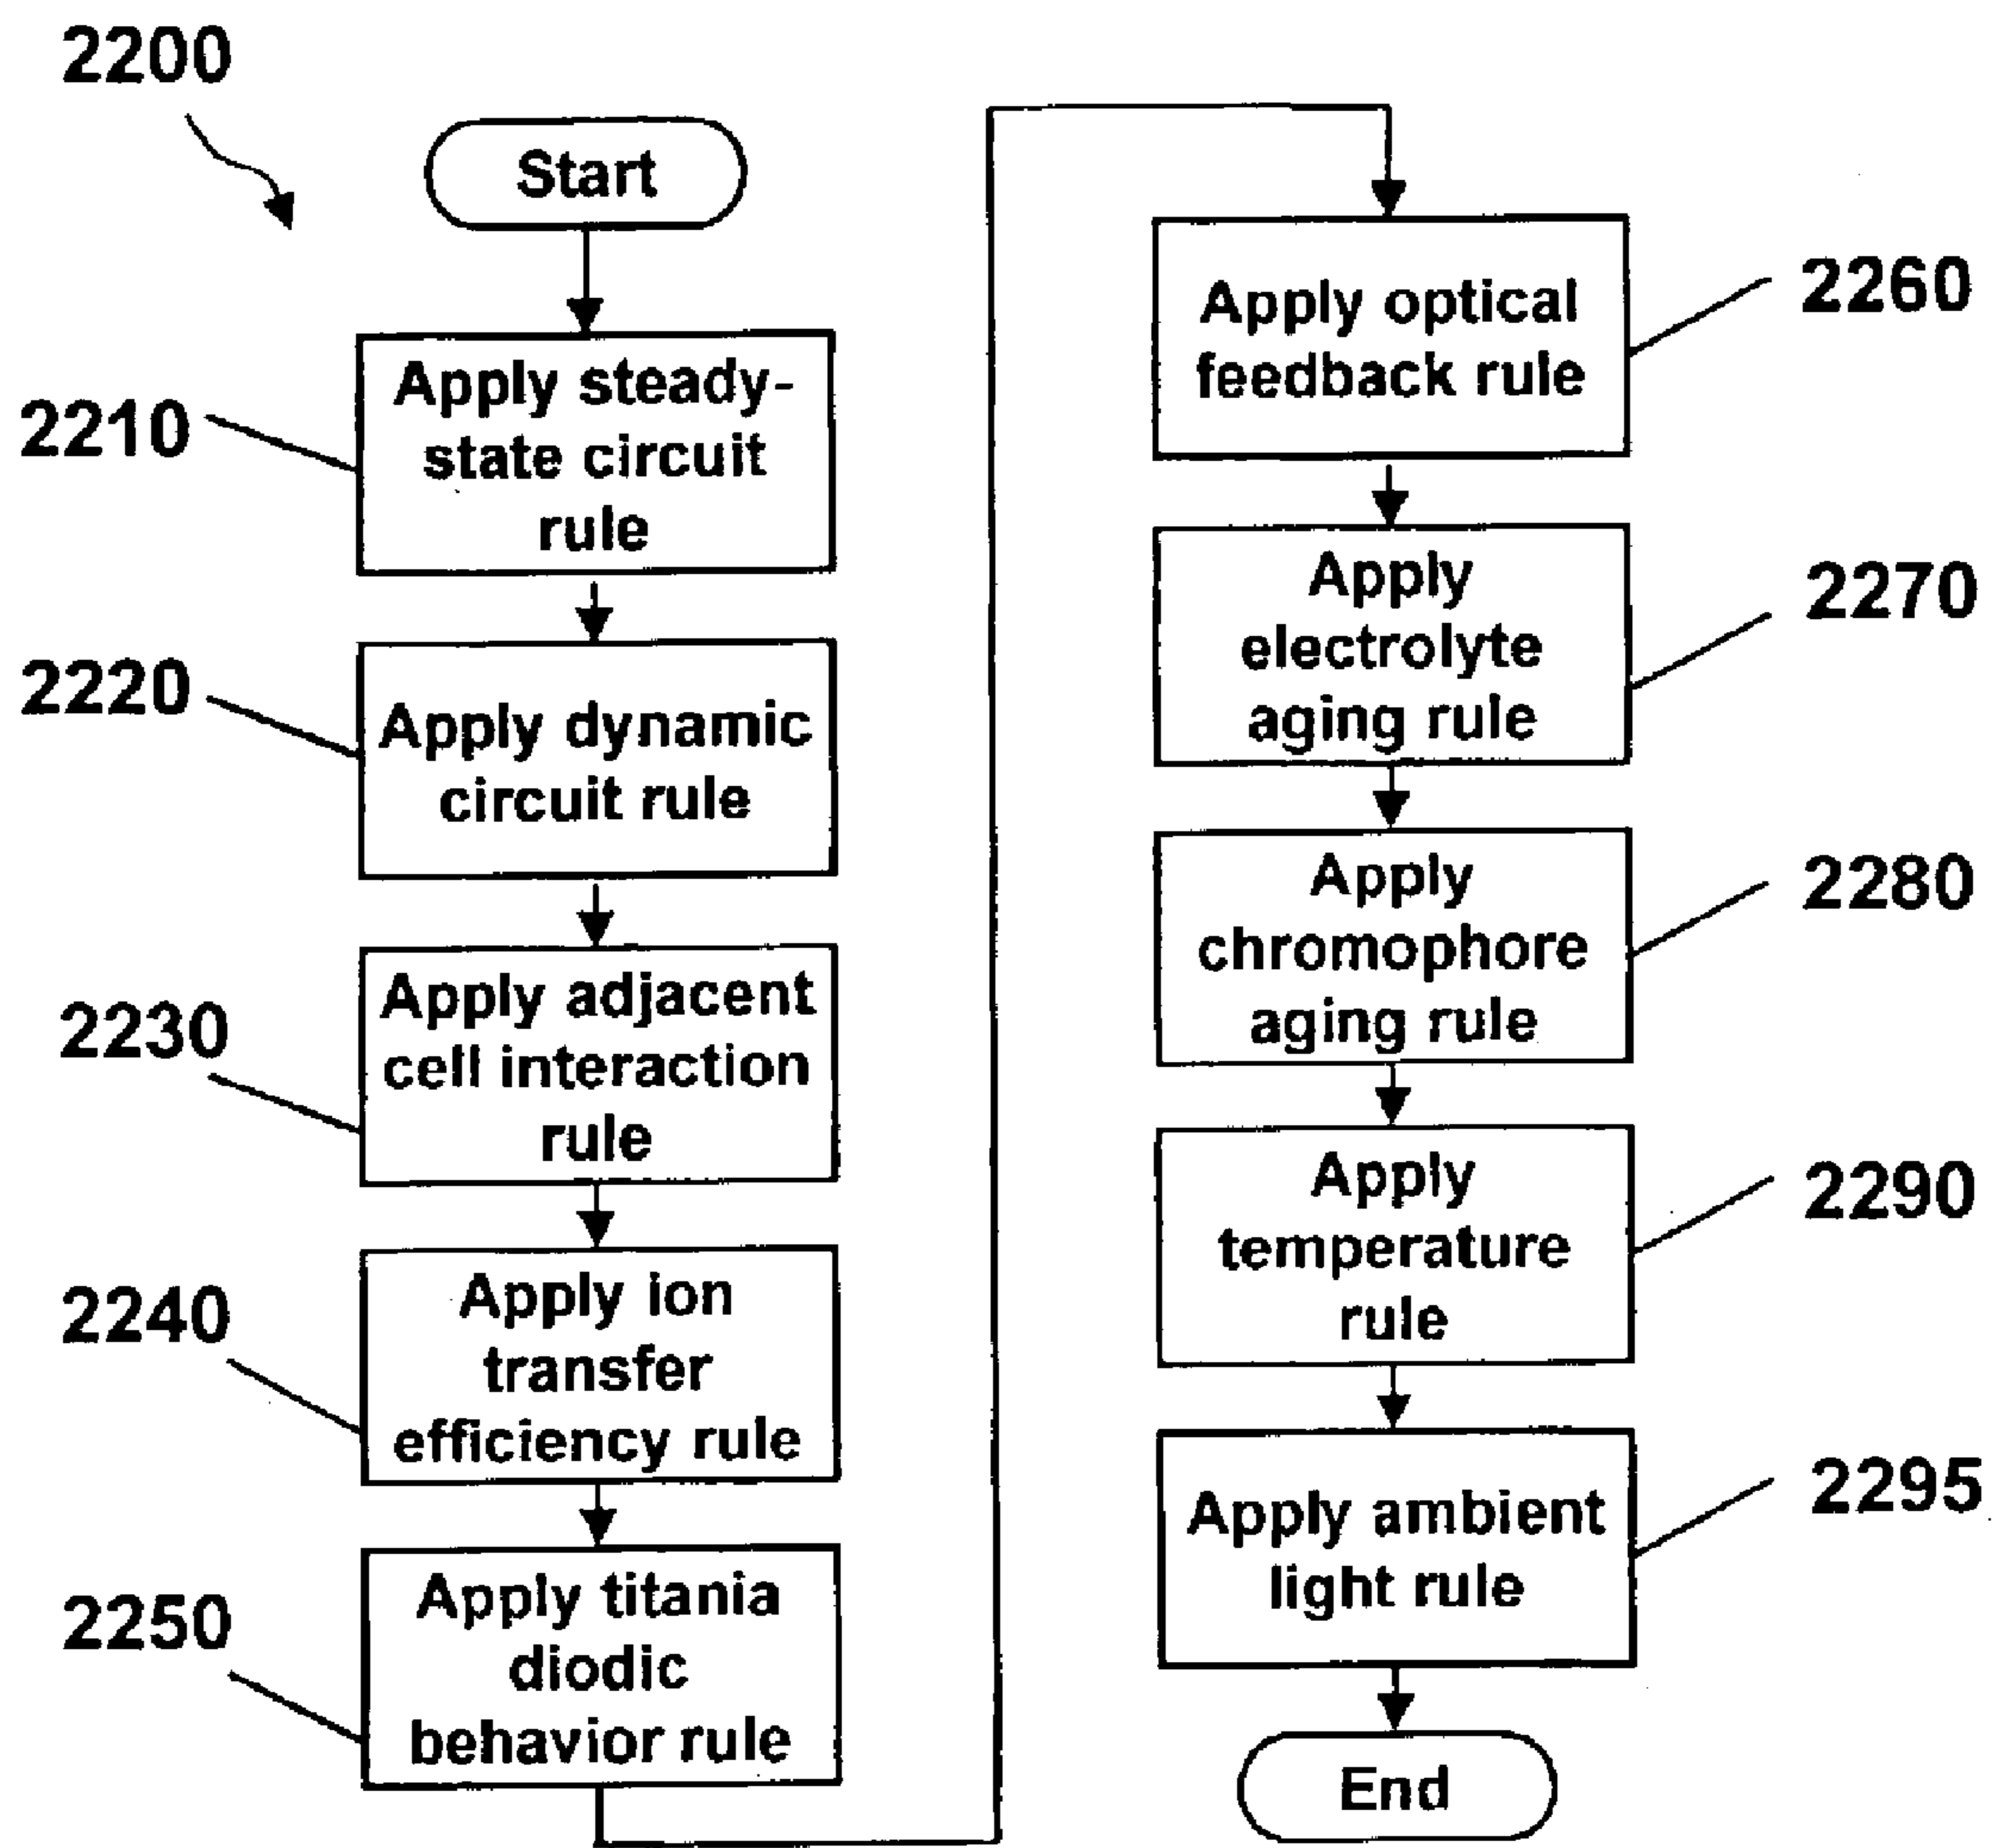 2200
Start
2210
Apply steady-
state circuit
rule
2220
Apply dynamic
circuit rule
2230
Apply adjacent
cell interaction
rule
2240
Apply ion
transfer
efficiency rule
2250
Apply titania
diodic
behavior rule
Apply optical
feedback rule
2260
Apply
electrolyte
aging rule
2270
Apply
chromophore
aging rule
2280
Apply
temperature
rule
2290
Apply ambient
light rule
2295
End